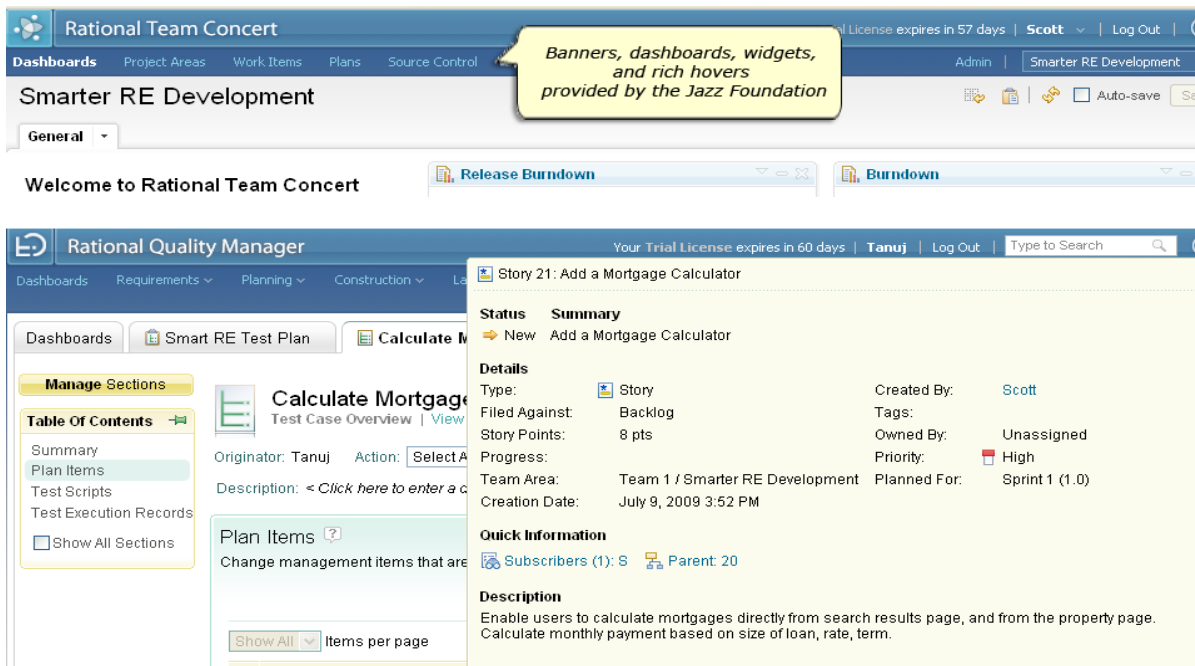 Rational Team Concert
al License expires in 57 days | Scott | Log Out |
Banners, dashboards, widgets,
and rich hovers
provided by the Jazz Foundation
Dashboards Project Areas Work Items Plans Source Control
Admin | Smarter RE Development
Smarter RE Development
Auto-save
General
Welcome to Rational Team Concert
Release Burndown
Burndown
Rational Quality Manager
Your Trial License expires in 60 days | Tanuj | Log Out | Type to Search
Dashboards Requirements Planning Construction La
Story 21: Add a Mortgage Calculator
Status Summary
New Add a Mortgage Calculator
Details
Type: Story Created By: Scott
Filed Against: Backlog Tags:
Story Points: 8 pts Owned By: Unassigned
Progress: Priority: High
Team Area: Team 1 / Smarter RE Development Planned For: Sprint 1 (1.0)
Creation Date: July 9, 2009 3:52 PM
Quick Information
Subscribers (1): S Parent: 20
Description
Enable users to calculate mortgages directly from search results page, and from the property page.
Calculate monthly payment based on size of loan, rate, term.
Dashboards Smart RE Test Plan Calculate M
Manage Sections
Table Of Contents
Summary
Plan Items
Test Scripts
Test Execution Records
Show All Sections
Calculate Mortgage
Test Case Overview | View
Originator: Tanuj Action: Select A
Description: < Click here to enter a c
Plan Items ?
Change management items that are
Show All Items per page